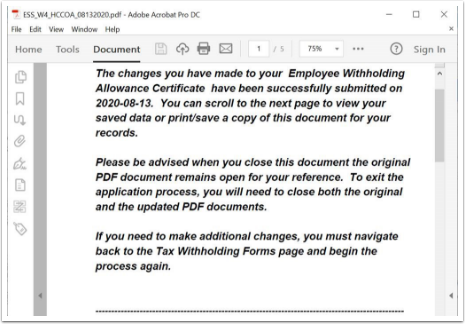 ESS_W4_HCCOA_08132020.pdf - Adobe Acrobat Pro DC
File Edit View Window Help
Home Tools Document 1 / 5 75% ? Sign In
The changes you have made to your Employee Withholding
Allowance Certificate have been successfully submitted on
2020-08-13. You can scroll to the next page to view your
saved data or print/save a copy of this document for your
records.
Please be advised when you close this document the original
PDF document remains open for your reference. To exit the
application process, you will need to close both the original
and the updated PDF documents.
If you need to make additional changes, you must navigate
back to the Tax Withholding Forms page and begin the
process again.